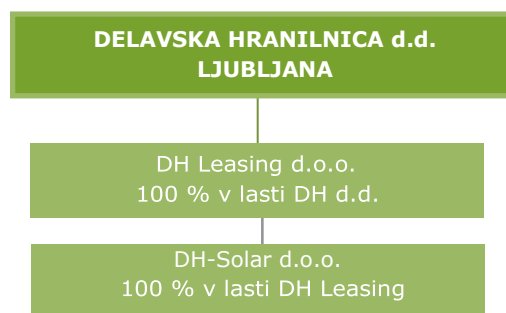 DELAVSKA HRANILNICA d.d.
LJUBLJANA
DH Leasing d.o.o.
100 % v lasti DH d.d.
DH-Solar d.o.o.
100 % v lasti DH Leasing